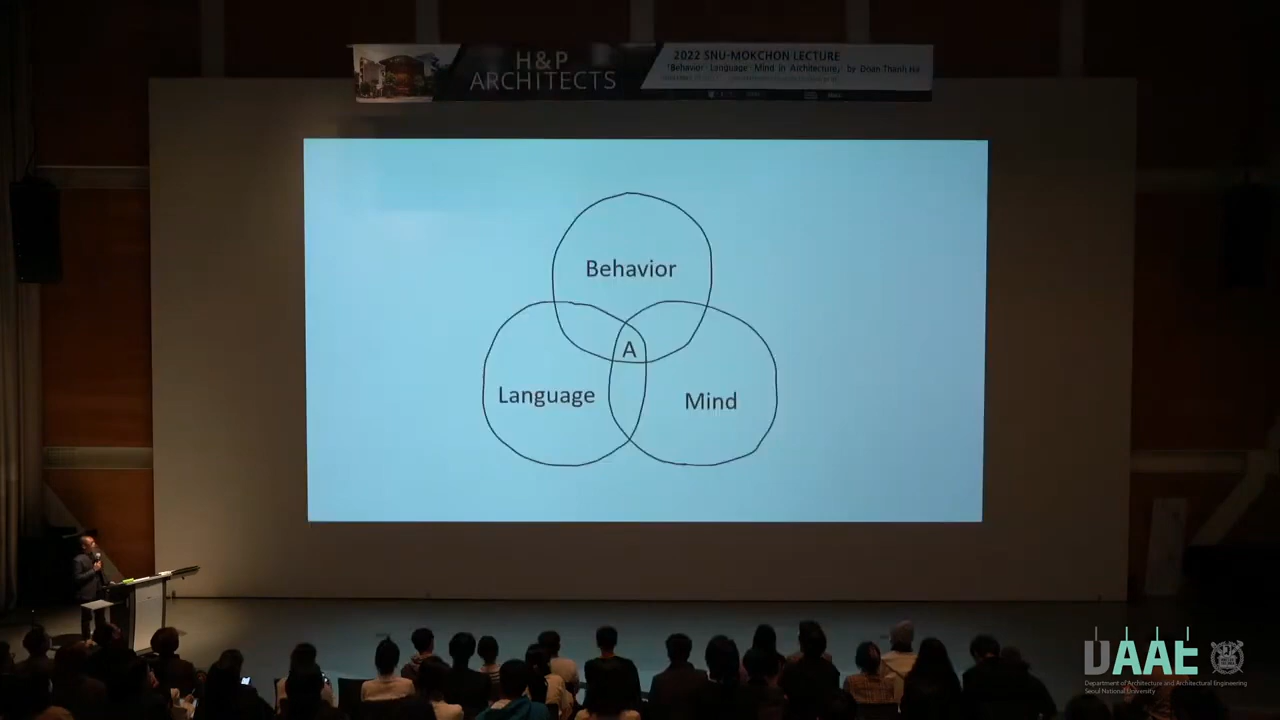 H&P
ARCHITECTS
2022 SNU-MOKCHON LECTURE
「Behavior · Language · Mind in Architecture」 by Doan Thanh Ha
Behavior
A
Language
Mind
UAAE
Department of Architecture and Architectural Engineering
Seoul National University